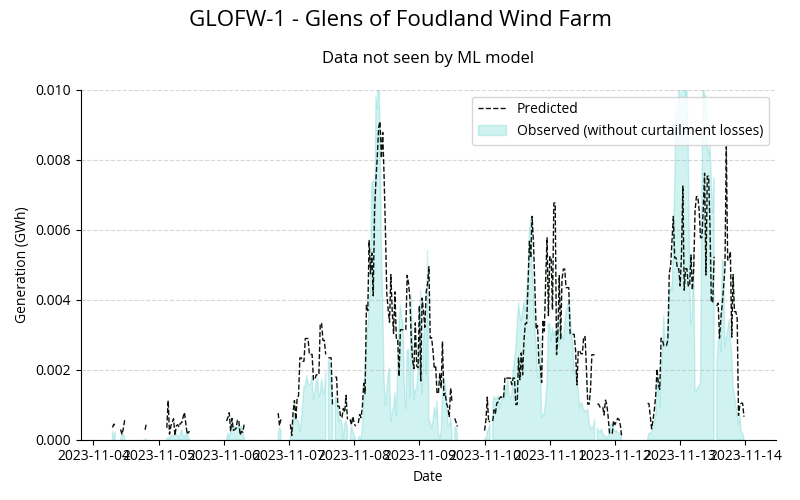 GLOFW-1 - Glens of Foudland Wind Farm
Data not seen by ML model
0.010
0.008
0.006
0.004
0.002
0.000
Generation (GWh)
Predicted
Observed (without curtailment losses)
2023-11-04 2023-11-05 2023-11-06 2023-11-07 2023-11-08 2023-11-09 2023-11-10 2023-11-11 2023-11-12 2023-11-13 2023-11-14
Date